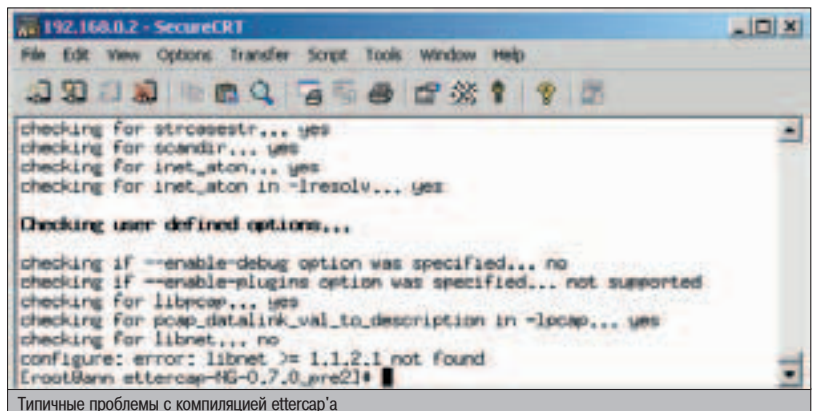 192.168.0.2 - SecureCRT
File Edit View Options Transfer Script Tools Window Help
checking for strcasestr... yes
checking for scandir... yes
checking for inet_aton... yes
checking for inet_aton in -lresolv... yes
Checking user defined options...
checking if --enable-debug option was specified... no
checking if --enable-plugins option was specified... not supported
checking for libpcap... yes
checking for pcap_datalink_val_to_description in -lpcap... yes
checking for libnet... no
configure: error: libnet >= 1.1.2.1 not found
[root@ann ettercap-NG-0.7.0_pre2]#
Типичные проблемы с компиляцией ettercap'а